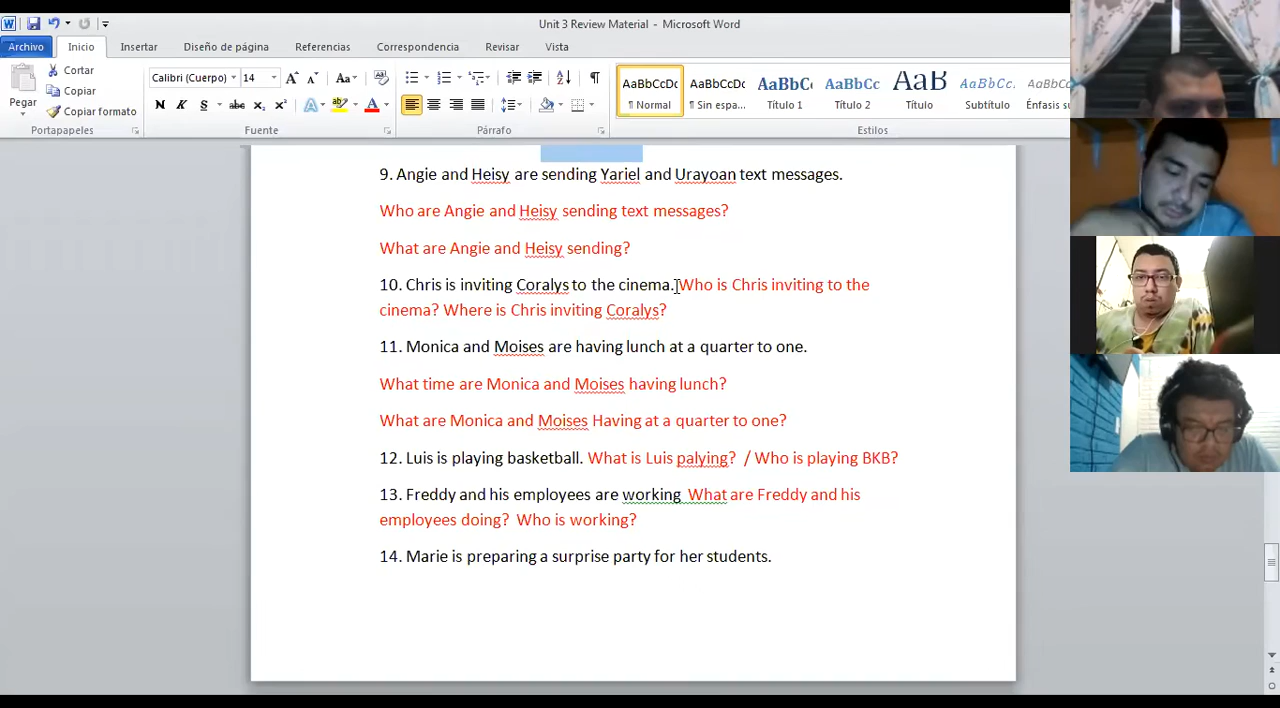 Unit 3 Review Material - Microsoft Word
Archivo Inicio Insertar Diseño de página Referencias Correspondencia Revisar Vista
Pegar
Cortar
Copiar
Copiar formato
Portapapeles
Calibri (Cuerpo) 14
N K S abc x₂ x² A ab A
Fuente
Párrafo
AaBbCcDc AaBbCcDc AaBbC AaBbCc AaB AaBbCcD AaBbCcD
¶ Normal ¶ Sin espa... Título 1 Título 2 Título Subtítulo Énfasis su
Estilos
9. Angie and Heisy are sending Yariel and Urayoan text messages.
Who are Angie and Heisy sending text messages?
What are Angie and Heisy sending?
10. Chris is inviting Coralys to the cinema. Who is Chris inviting to the
cinema? Where is Chris inviting Coralys?
11. Monica and Moises are having lunch at a quarter to one.
What time are Monica and Moises having lunch?
What are Monica and Moises Having at a quarter to one?
12. Luis is playing basketball. What is Luis palying? / Who is playing BKB?
13. Freddy and his employees are working What are Freddy and his
employees doing? Who is working?
14. Marie is preparing a surprise party for her students.